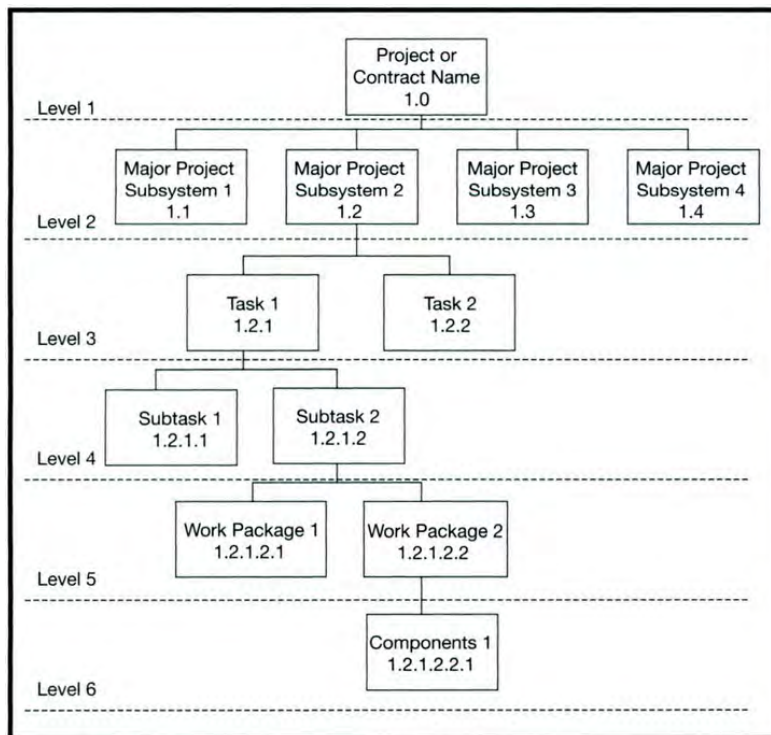 Project or
Contract Name
1.0
Level 1
Major Project
Subsystem 1
1.1
Major Project
Subsystem 2
1.2
Major Project
Subsystem 3
1.3
Major Project
Subsystem 4
1.4
Level 2
Task 1
1.2.1
Task 2
1.2.2
Level 3
Subtask 1
1.2.1.1
Subtask 2
1.2.1.2
Level 4
Work Package 1
1.2.1.2.1
Work Package 2
1.2.1.2.2
Level 5
Components 1
1.2.1.2.2.1
Level 6